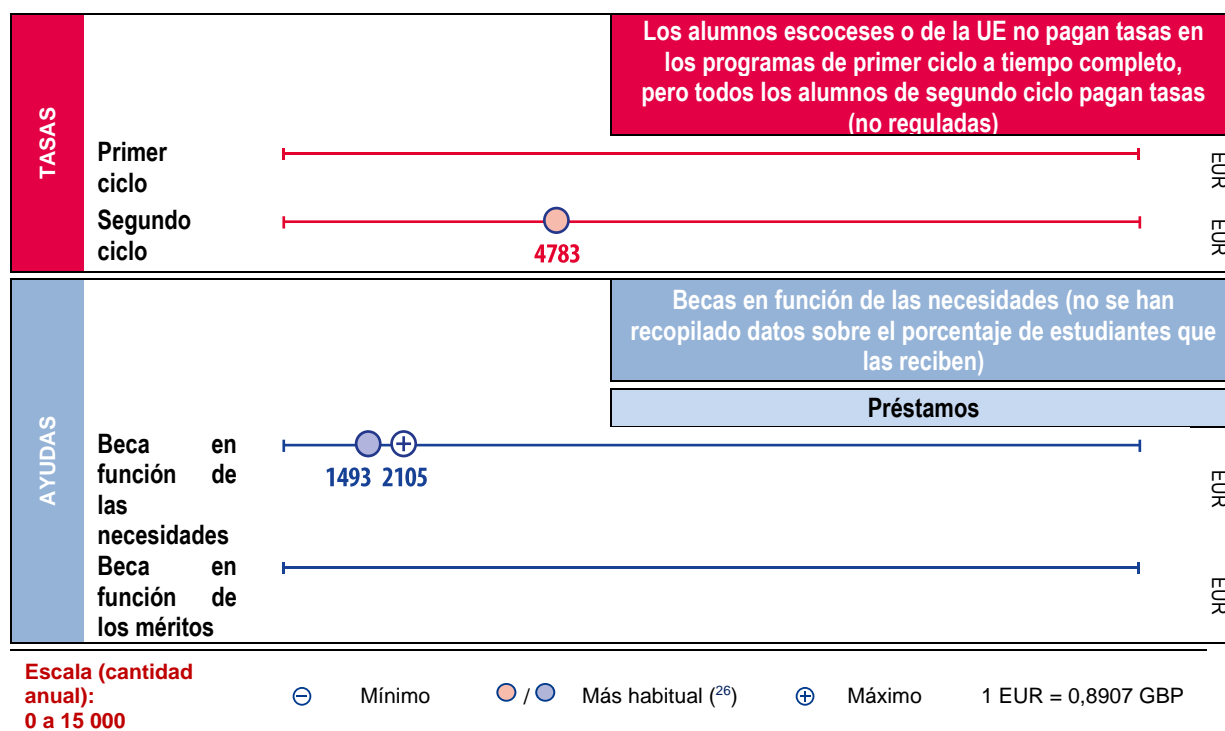 TASAS
Los alumnos escoceses o de la UE no pagan tasas en
los programas de primer ciclo a tiempo completo,
pero todos los alumnos de segundo ciclo pagan tasas
(no reguladas)
Primer
ciclo
EUR
Segundo
ciclo
4783
EUR
AYUDAS
Becas en función de las necesidades (no se han
recopilado datos sobre el porcentaje de estudiantes que
las reciben)
Préstamos
Beca en
función de
las
necesidades
1493 2105
EUR
Beca en
función de
los méritos
EUR
Escala (cantidad
anual):
0 a 15 000
Mínimo
/
Más habitual (26)
Máximo
1 EUR = 0,8907 GBP